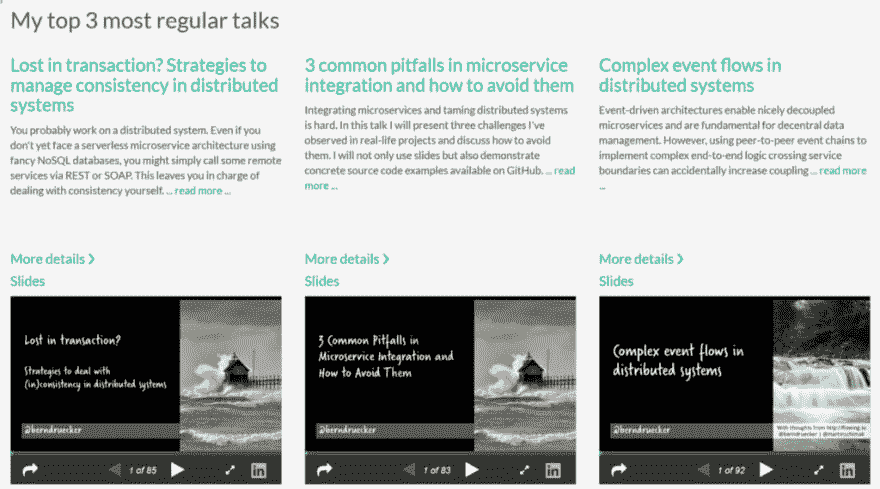 My top 3 most regular talks
Lost in transaction? Strategies to
manage consistency in distributed
systems
You probably work on a distributed system. Even if you
don't yet face a serverless microservice architecture using
fancy NoSQL databases, you might simply call some remote
services via REST or SOAP. This leaves you in charge of
dealing with consistency yourself. ... read more ...
More details ❯
Slides
Lost in transaction?
Strategies to deal with
(in)consistency in distributed systems
@berndruecker
1 of 85
in
3 common pitfalls in microservice
integration and how to avoid them
Integrating microservices and taming distributed systems
is hard. In this talk I will present three challenges I've
observed in real-life projects and discuss how to avoid
them. I will not only use slides but also demonstrate
concrete source code examples available on GitHub. ... read
more ...
More details ❯
Slides
3 Common Pitfalls in
Microservice Integration and
How to Avoid Them
@berndruecker
1 of 83
in
Complex event flows in
distributed systems
Event-driven architectures enable nicely decoupled
microservices and are fundamental for decentral data
management. However, using peer-to-peer event chains to
implement complex end-to-end logic crossing service
boundaries can accidentally increase coupling ... read more
...
More details ❯
Slides
Complex event flows in
distributed systems
@berndruecker
With thoughts from http://flowing.io
@berndruecker | @martinschimak
1 of 92
in